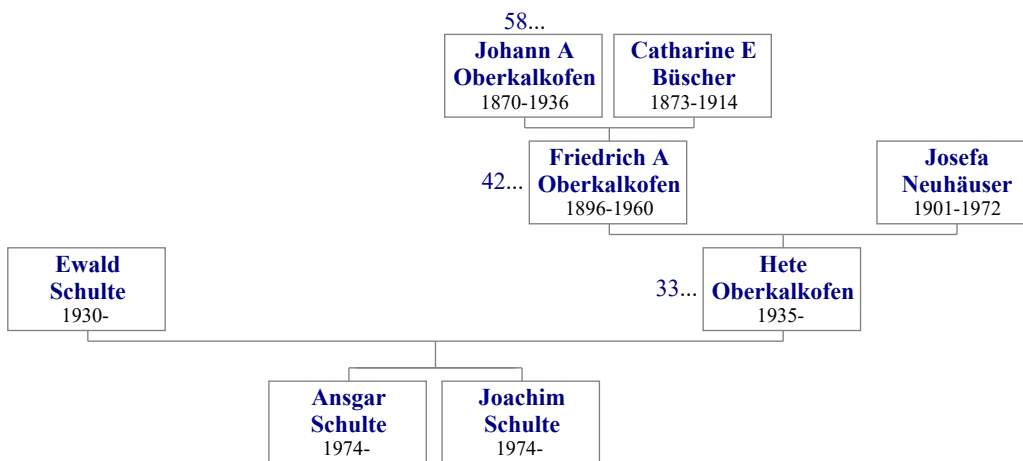 58...
Johann A
Oberkalkofen
1870-1936
Catharine E
Büscher
1873-1914
42...
Friedrich A
Oberkalkofen
1896-1960
Josefa
Neuhäuser
1901-1972
Ewald
Schulte
1930-
33...
Hete
Oberkalkofen
1935-
Ansgar
Schulte
1974-
Joachim
Schulte
1974-